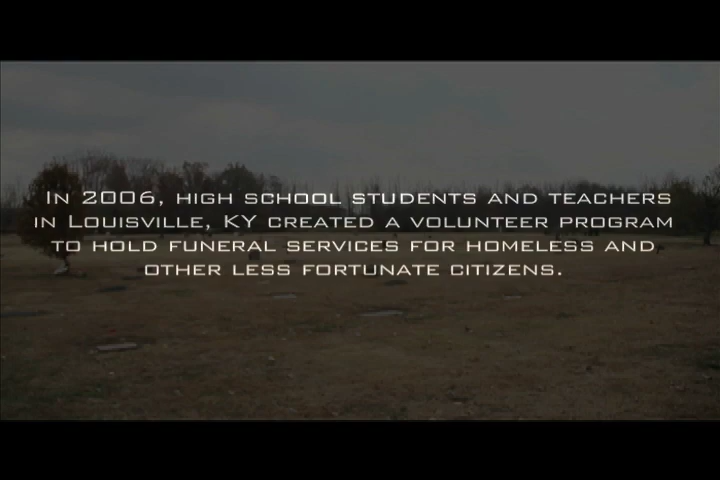 In 2006, high school students and teachers
in Louisville, KY created a volunteer program
to hold funeral services for homeless and
other less fortunate citizens.